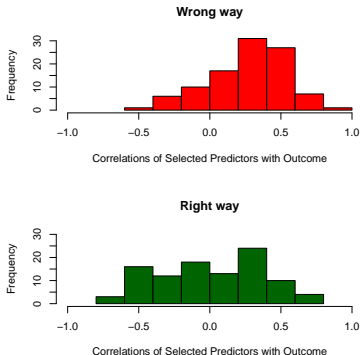 Wrong way
Frequency
0 10 30
−1.0 −0.5 0.0 0.5 1.0
Correlations of Selected Predictors with Outcome
Right way
Frequency
0 10 20 30
−1.0 −0.5 0.0 0.5 1.0
Correlations of Selected Predictors with Outcome